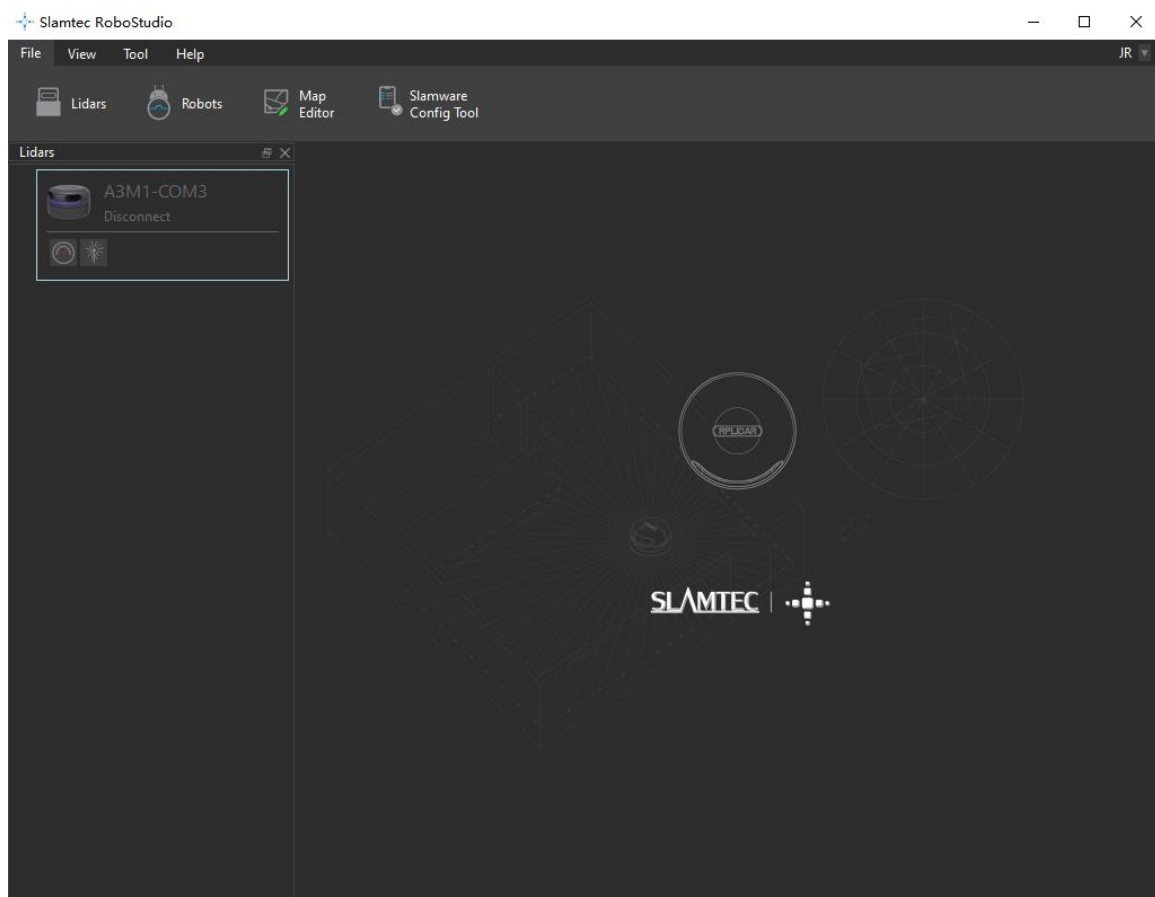 Slamtec RoboStudio
File View Tool Help JR
Lidars Robots Map Editor Slamware Config Tool
Lidars
A3M1-COM3
Disconnect
RPLIDAR
SLAMTEC